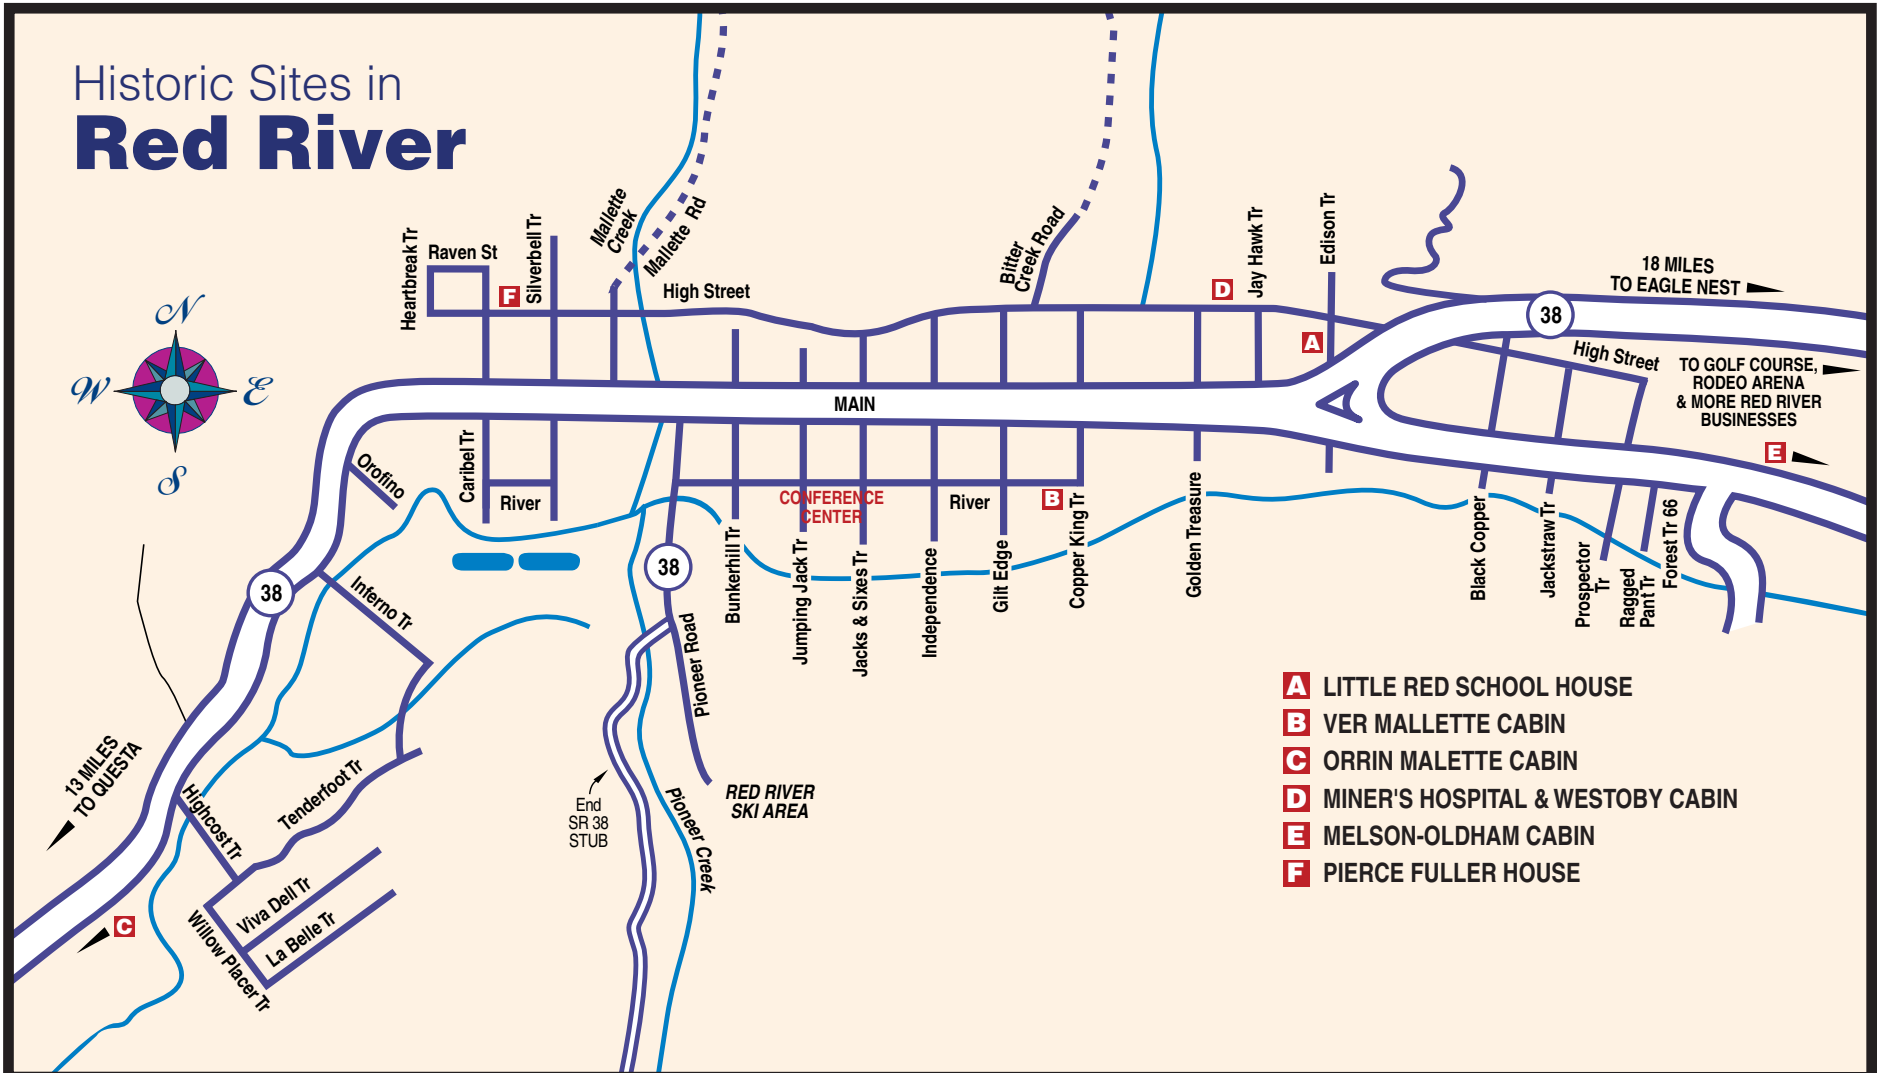 Historic Sites in
Red River
N
W
E
S
Heartbreak Tr
Raven St
F
Silverbell Tr
Mallette
Creek
Mallette Rd
High Street
Bitter
Creek Road
D
Jay Hawk Tr
Edison Tr
A
18 MILES
TO EAGLE NEST
38
High Street
TO GOLF COURSE,
RODEO ARENA
& MORE RED RIVER
BUSINESSES
E
MAIN
Orofino
Caribel Tr
River
CONFERENCE
CENTER
River
B
Copper King Tr
Golden Treasure
Black Copper
Jackstraw Tr
Prospector
Tr
Ragged
Pant Tr
Forest Tr 66
38
38
Bunkerhill Tr
Jumping Jack Tr
Jacks & Sixes Tr
Independence
Gilt Edge
Inferno Tr
Pioneer Road
13 MILES
TO QUESTA
Highcost Tr
Tenderfoot Tr
End
SR 38
STUB
RED RIVER
SKI AREA
Pioneer Creek
C
Viva Dell Tr
La Belle Tr
Willow Placer Tr
A LITTLE RED SCHOOL HOUSE
B VER MALLETTE CABIN
C ORRIN MALETTE CABIN
D MINER'S HOSPITAL & WESTOBY CABIN
E MELSON-OLDHAM CABIN
F PIERCE FULLER HOUSE